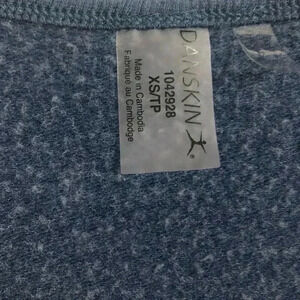 DANSKIN
1042928
XS/TP
Made in Cambodia
Fabriqué au Cambodge